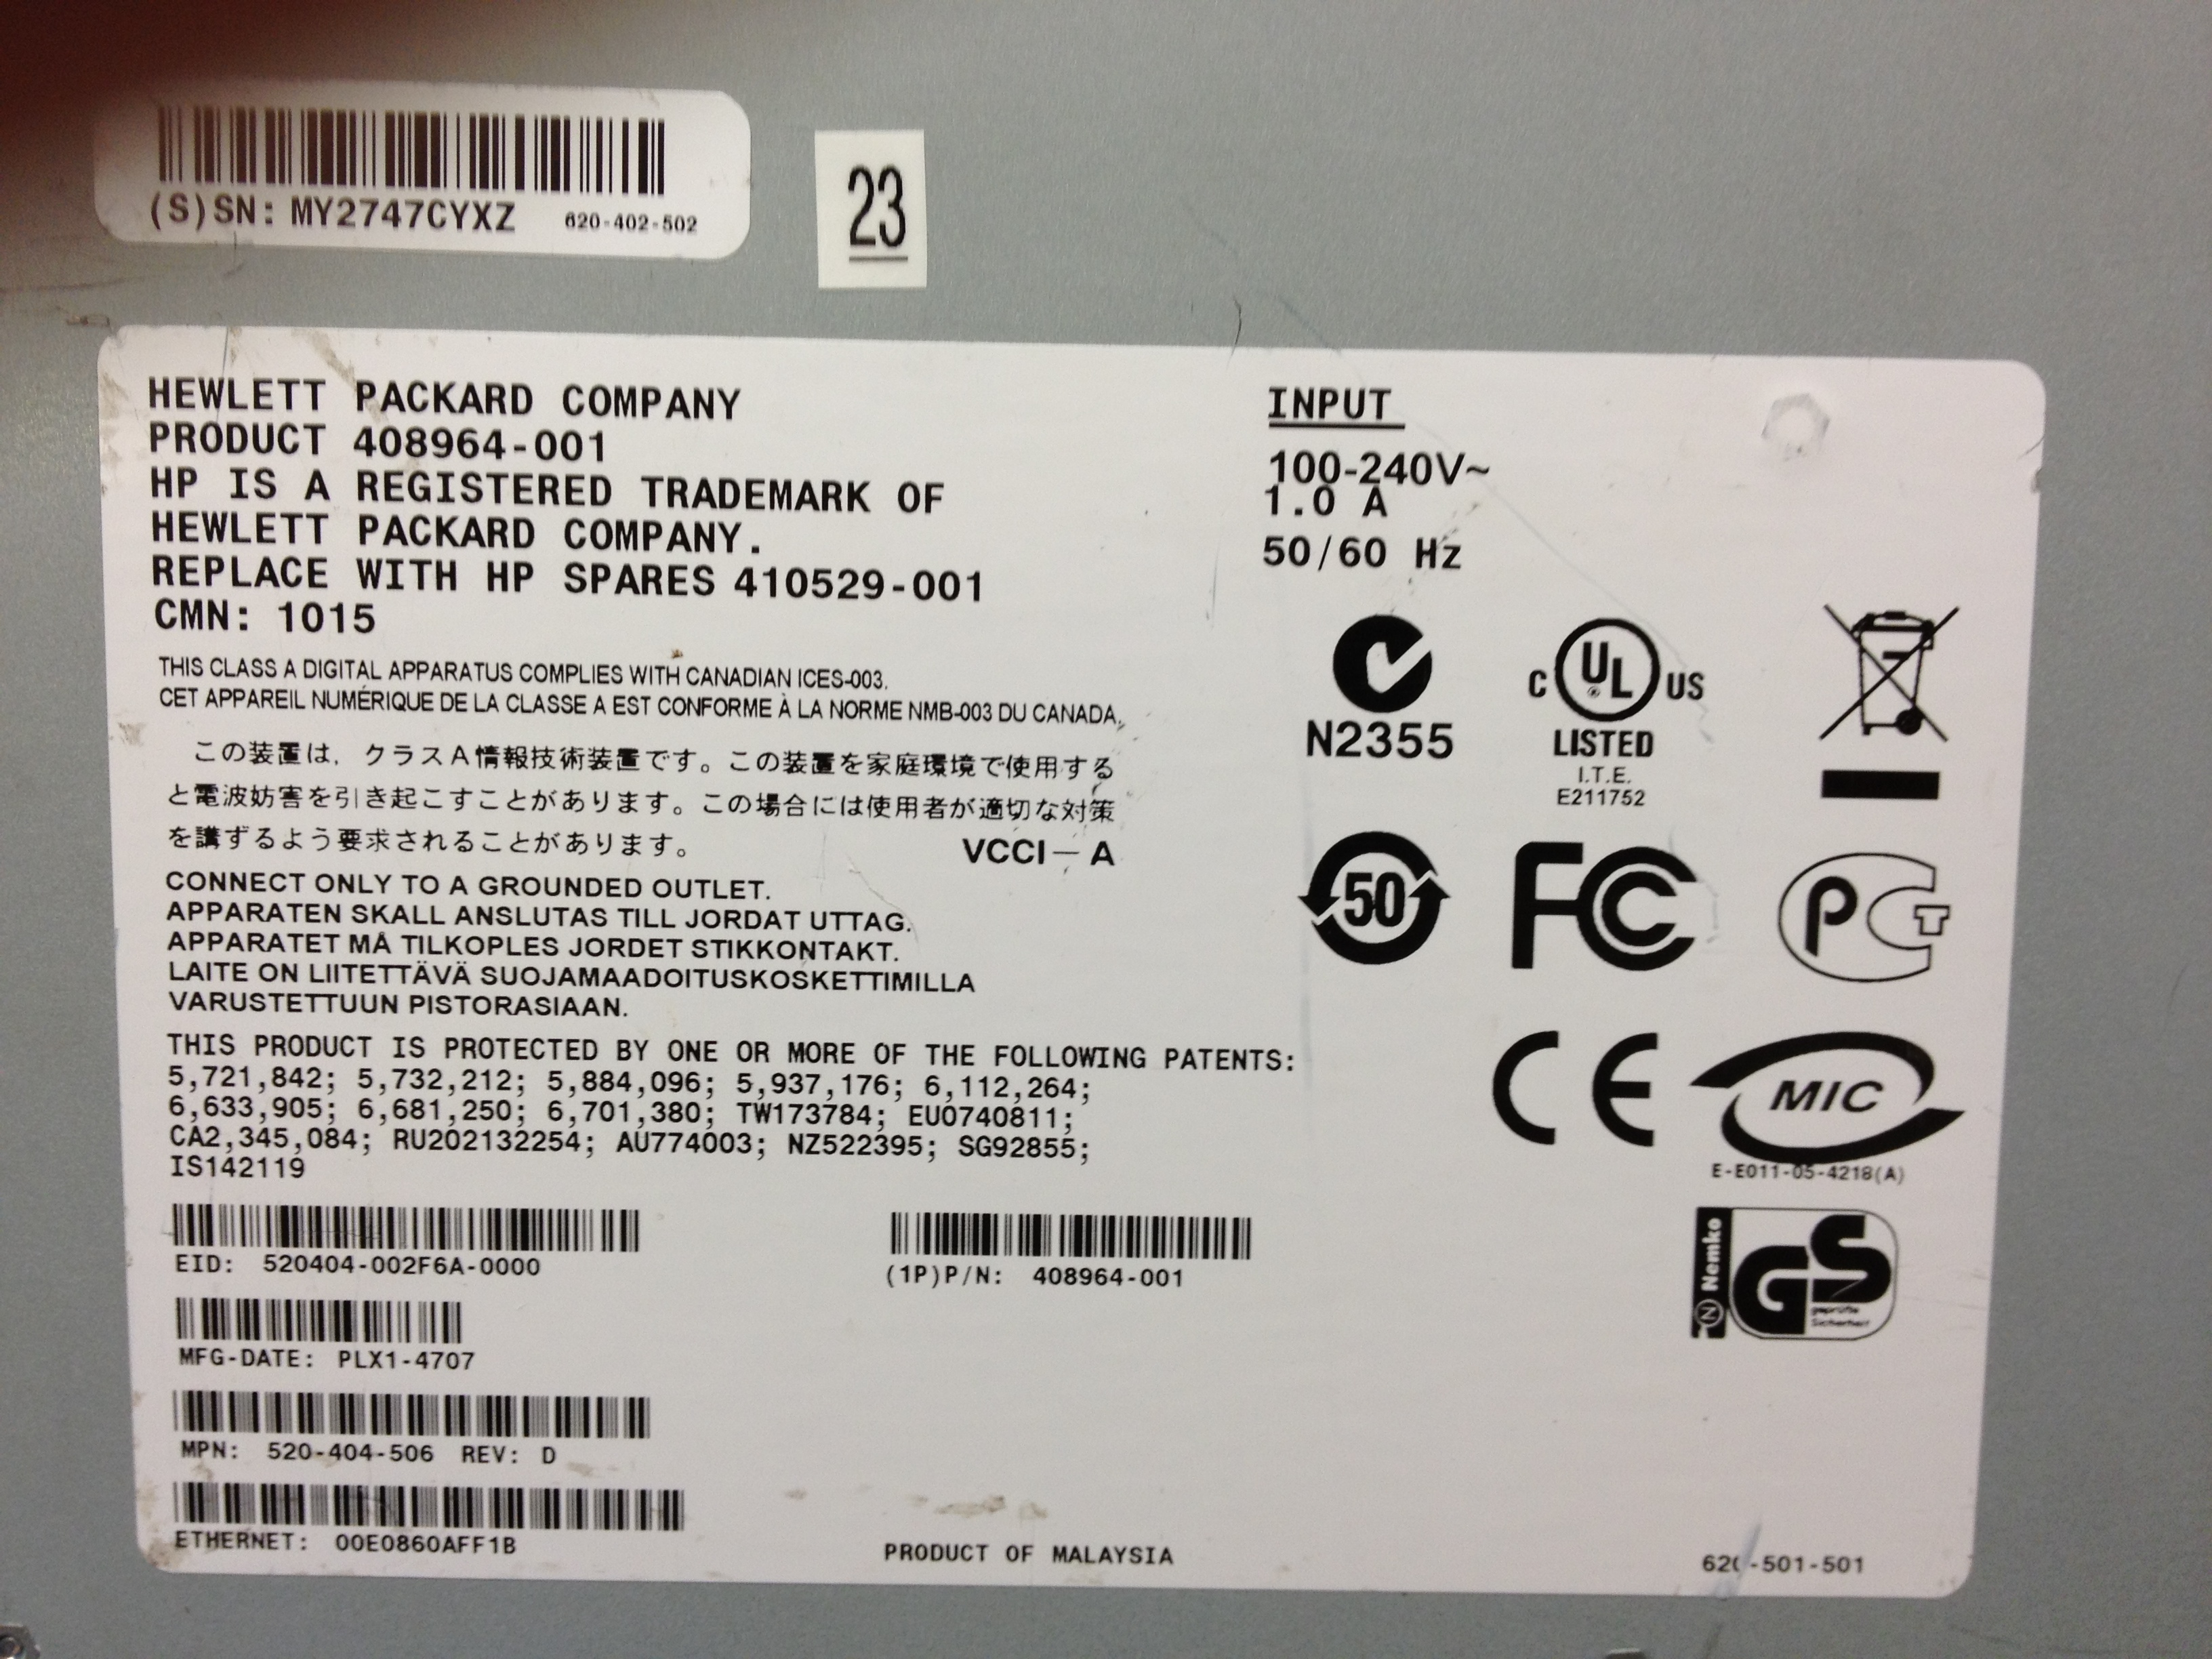 (S)SN: MY2747CYXZ 620-402-502
23
HEWLETT PACKARD COMPANY
PRODUCT 408964-001
HP IS A REGISTERED TRADEMARK OF
HEWLETT PACKARD COMPANY.
REPLACE WITH HP SPARES 410529-001
CMN: 1015
THIS CLASS A DIGITAL APPARATUS COMPLIES WITH CANADIAN ICES-003.
CET APPAREIL NUMÉRIQUE DE LA CLASSE A EST CONFORME À LA NORME NMB-003 DU CANADA.
この装置は、クラスA情報技術装置です。この装置を家庭環境で使用する
と電波妨害を引き起こすことがあります。この場合には使用者が適切な対策
を講ずるよう要求されることがあります。 VCCI-A
CONNECT ONLY TO A GROUNDED OUTLET.
APPARATEN SKALL ANSLUTAS TILL JORDAT UTTAG.
APPARATET MÅ TILKOPLES JORDET STIKKONTAKT.
LAITE ON LIITETTÄVÄ SUOJAMAADOITUSKOSKETTIMILLA
VARUSTETTUUN PISTORASIAAN.
THIS PRODUCT IS PROTECTED BY ONE OR MORE OF THE FOLLOWING PATENTS:
5,721,842; 5,732,212; 5,884,096; 5,937,176; 6,112,264;
6,633,905; 6,681,250; 6,701,380; TW173784; EU0740811;
CA2,345,084; RU202132254; AU774003; NZ522395; SG92855;
IS142119
EID: 520404-002F6A-0000
(1P)P/N: 408964-001
MFG-DATE: PLX1-4707
MPN: 520-404-506 REV: D
ETHERNET: 00E0860AFF1B
PRODUCT OF MALAYSIA
INPUT
100-240V~
1.0 A
50/60 Hz
N2355
C UL US
LISTED
I.T.E.
E211752
50
FC
PCT
CE
MIC
E-E011-05-4218(A)
N Nemko
GS
geprüfte
Sicherheit
620-501-501